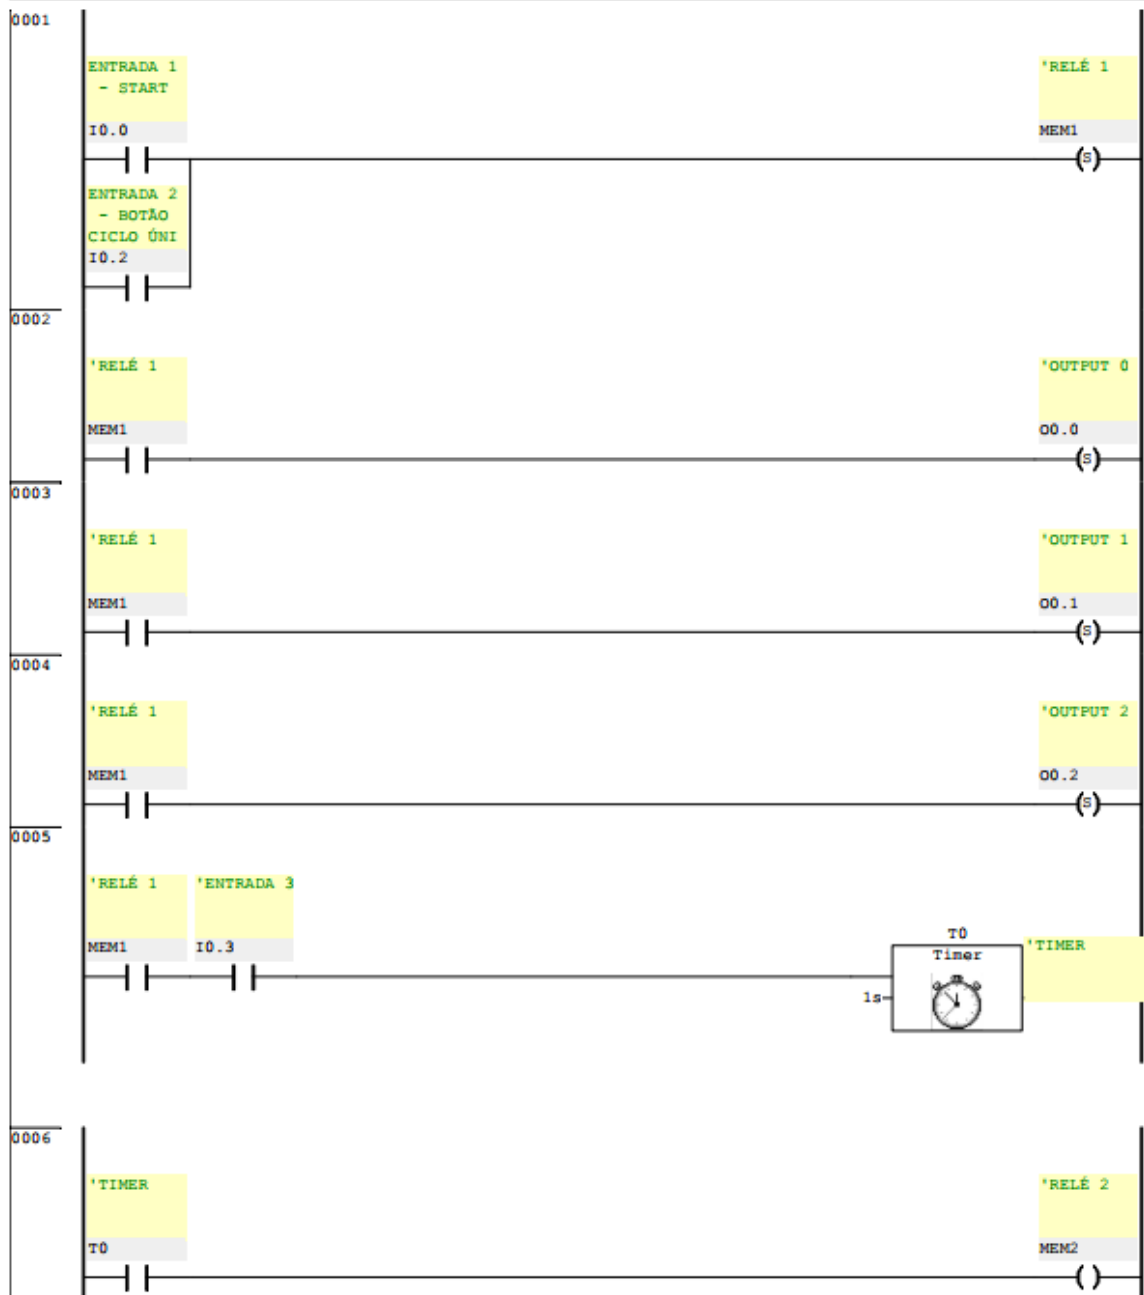 0001
ENTRADA 1
- START
I0.0
'RELÉ 1
MEM1
(S)
ENTRADA 2
- BOTÃO
CICLO ÚNI
I0.2
0002
'RELÉ 1
MEM1
'OUTPUT 0
O0.0
(S)
0003
'RELÉ 1
MEM1
'OUTPUT 1
O0.1
(S)
0004
'RELÉ 1
MEM1
'OUTPUT 2
O0.2
(S)
0005
'RELÉ 1
MEM1
'ENTRADA 3
I0.3
T0
Timer
1s
'TIMER
0006
'TIMER
T0
'RELÉ 2
MEM2
( )